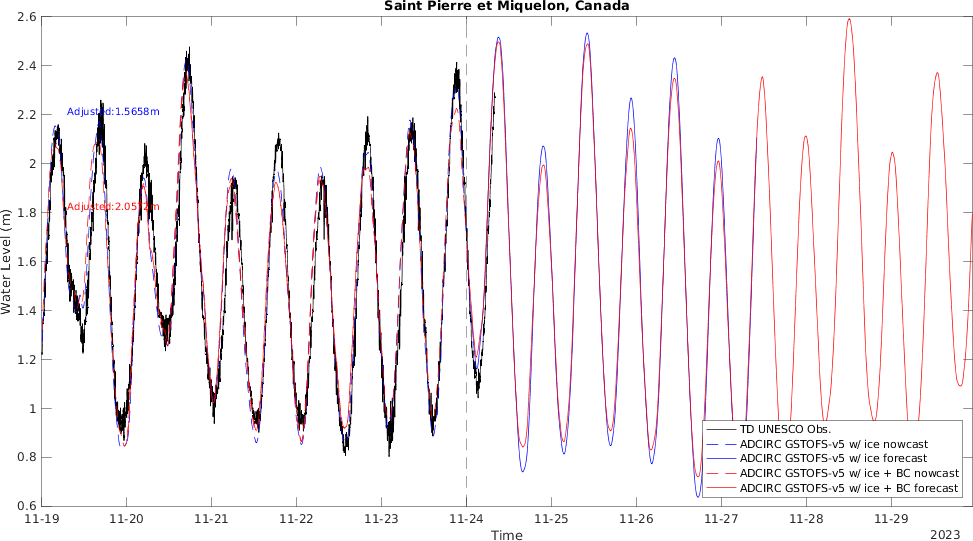 Saint Pierre et Miquelon, Canada
2.6
2.4
2.2
2
1.8
1.6
1.4
1.2
1
0.8
0.6
Water Level (m)
Adjusted:1.5658m
Adjusted:2.0572m
TD UNESCO Obs.
ADCIRC GSTOFS-v5 w/ ice nowcast
ADCIRC GSTOFS-v5 w/ ice forecast
ADCIRC GSTOFS-v5 w/ ice + BC nowcast
ADCIRC GSTOFS-v5 w/ ice + BC forecast
11-19 11-20 11-21 11-22 11-23 11-24 11-25 11-26 11-27 11-28 11-29
Time
2023